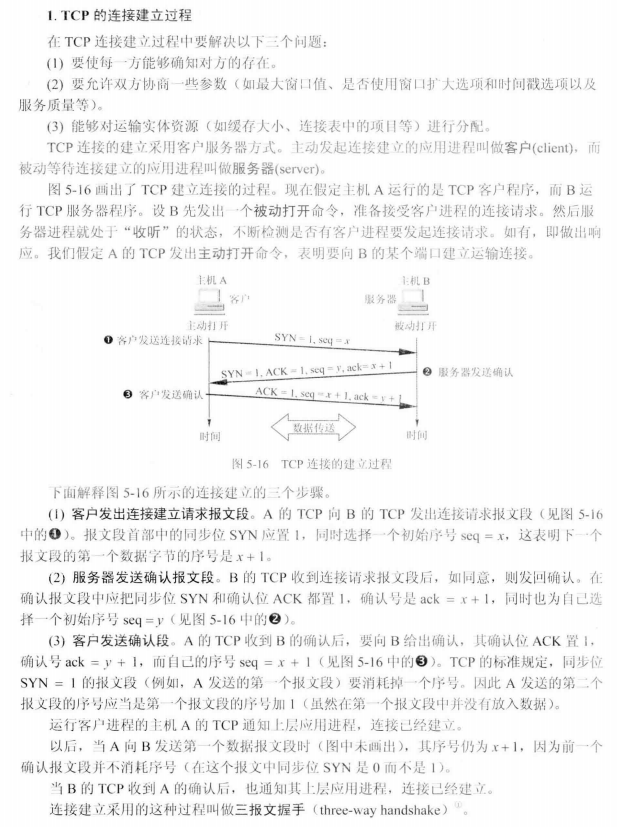 1. TCP 的连接建立过程
在 TCP 连接建立过程中要解决以下三个问题：
(1) 要使每一方能够确知对方的存在。
(2) 要允许双方协商一些参数（如最大窗口值、是否使用窗口扩大选项和时间戳选项以及
服务质量等）。
(3) 能够对运输实体资源（如缓存大小、连接表中的项目等）进行分配。
TCP 连接的建立采用客户服务器方式。主动发起连接建立的应用进程叫做客户(client)，而
被动等待连接建立的应用进程叫做服务器(server)。
图 5-16 画出了 TCP 建立连接的过程。现在假定主机 A 运行的是 TCP 客户程序，而 B 运
行 TCP 服务器程序。设 B 先发出一个被动打开命令，准备接受客户进程的连接请求。然后服
务器进程就处于“收听”的状态，不断检测是否有客户进程要发起连接请求。如有，即做出响
应。我们假定 A 的 TCP 发出主动打开命令，表明要向 B 的某个端口建立运输连接。
主机 A
主机 B
客户
服务器
主动打开
被动打开
❶ 客户发送连接请求
SYN = 1, seq = x
SYN = 1, ACK = 1, seq = y, ack= x + 1
❷ 服务器发送确认
❸ 客户发送确认
ACK = 1, seq = x + 1, ack = y + 1
数据传送
时间
时间
图 5-16 TCP 连接的建立过程
下面解释图 5-16 所示的连接建立的三个步骤。
(1) 客户发出连接建立请求报文段。A 的 TCP 向 B 的 TCP 发出连接请求报文段（见图 5-16
中的❶）。报文段首部中的同步位 SYN 应置 1，同时选择一个初始序号 seq = x，这表明下一个
报文段的第一个数据字节的序号是 x + 1。
(2) 服务器发送确认报文段。B 的 TCP 收到连接请求报文段后，如同意，则发回确认。在
确认报文段中应把同步位 SYN 和确认位 ACK 都置 1，确认号是 ack = x + 1，同时也为自己选
择一个初始序号 seq = y（见图 5-16 中的❷）。
(3) 客户发送确认段。A 的 TCP 收到 B 的确认后，要向 B 给出确认，其确认位 ACK 置 1，
确认号 ack = y + 1，而自己的序号 seq = x + 1（见图 5-16 中的❸）。TCP 的标准规定，同步位
SYN = 1 的报文段（例如，A 发送的第一个报文段）要消耗掉一个序号。因此 A 发送的第二个
报文段的序号应当是第一个报文段的序号加 1（虽然在第一个报文段中并没有放入数据）。
运行客户进程的主机 A 的 TCP 通知上层应用进程，连接已经建立。
以后，当 A 向 B 发送第一个数据报文段时（图中未画出），其序号仍为 x + 1，因为前一个
确认报文段并不消耗序号（在这个报文中同步位 SYN 是 0 而不是 1）。
当 B 的 TCP 收到 A 的确认后，也通知其上层应用进程，连接已经建立。
连接建立采用的这种过程叫做三报文握手（three-way handshake）①。